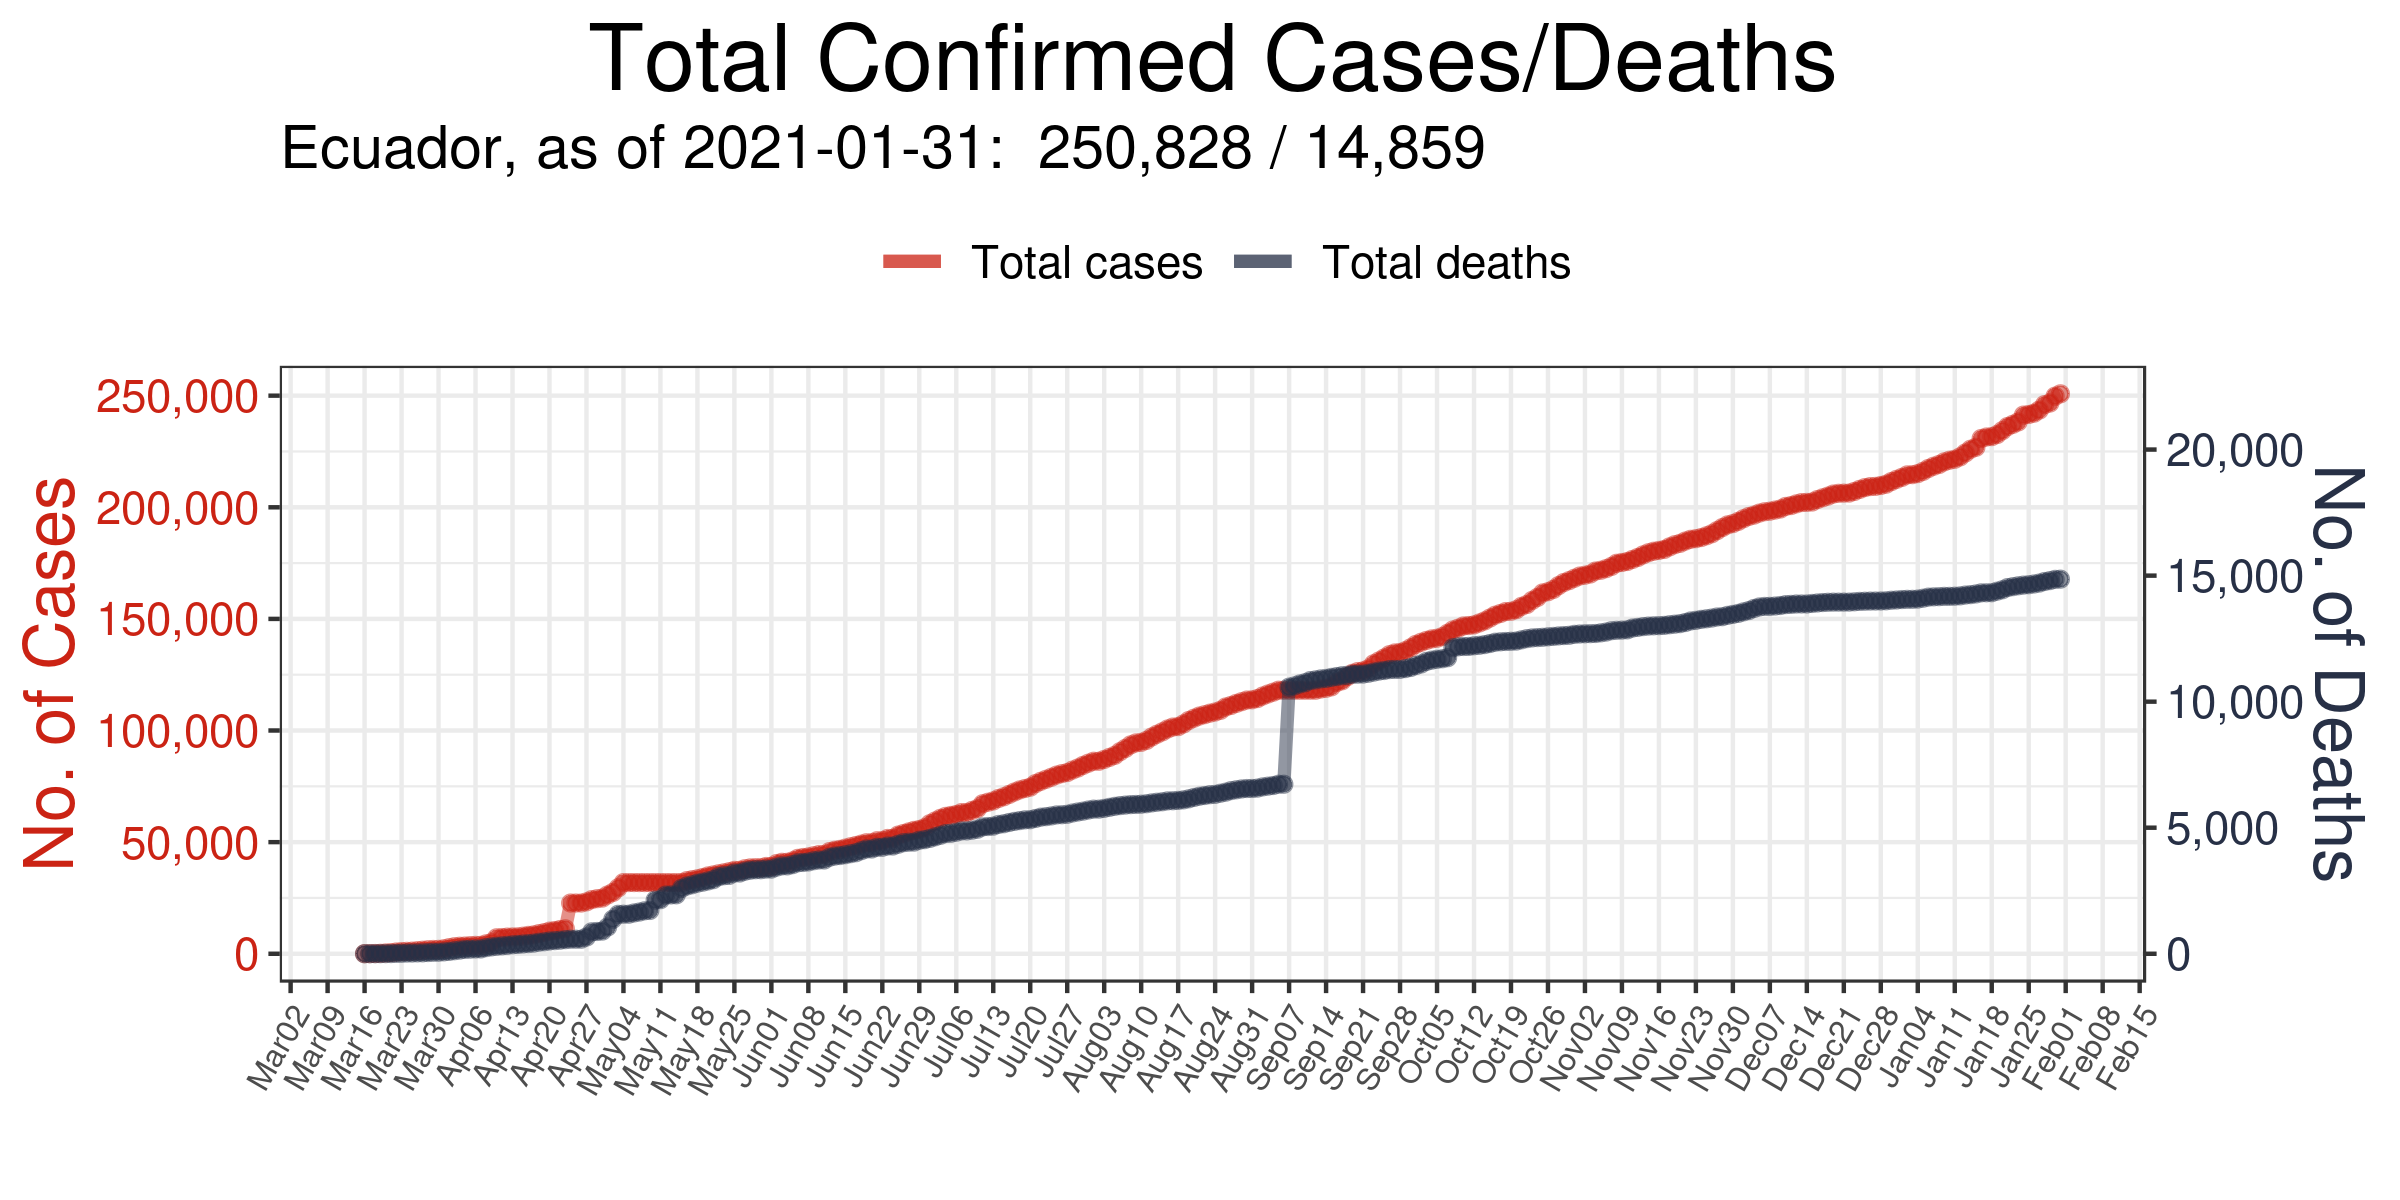 Total Confirmed Cases/Deaths
Ecuador, as of 2021-01-31:  250,828 / 14,859
Total cases
Total deaths
No. of Cases
250,000
200,000
150,000
100,000
50,000
0
20,000
15,000
10,000
5,000
0
No. of Deaths
Mar02
Mar09
Mar16
Mar23
Mar30
Apr06
Apr13
Apr20
Apr27
May04
May11
May18
May25
Jun01
Jun08
Jun15
Jun22
Jun29
Jul06
Jul13
Jul20
Jul27
Aug03
Aug10
Aug17
Aug24
Aug31
Sep07
Sep14
Sep21
Sep28
Oct05
Oct12
Oct19
Oct26
Nov02
Nov09
Nov16
Nov23
Nov30
Dec07
Dec14
Dec21
Dec28
Jan04
Jan11
Jan18
Jan25
Feb01
Feb08
Feb15